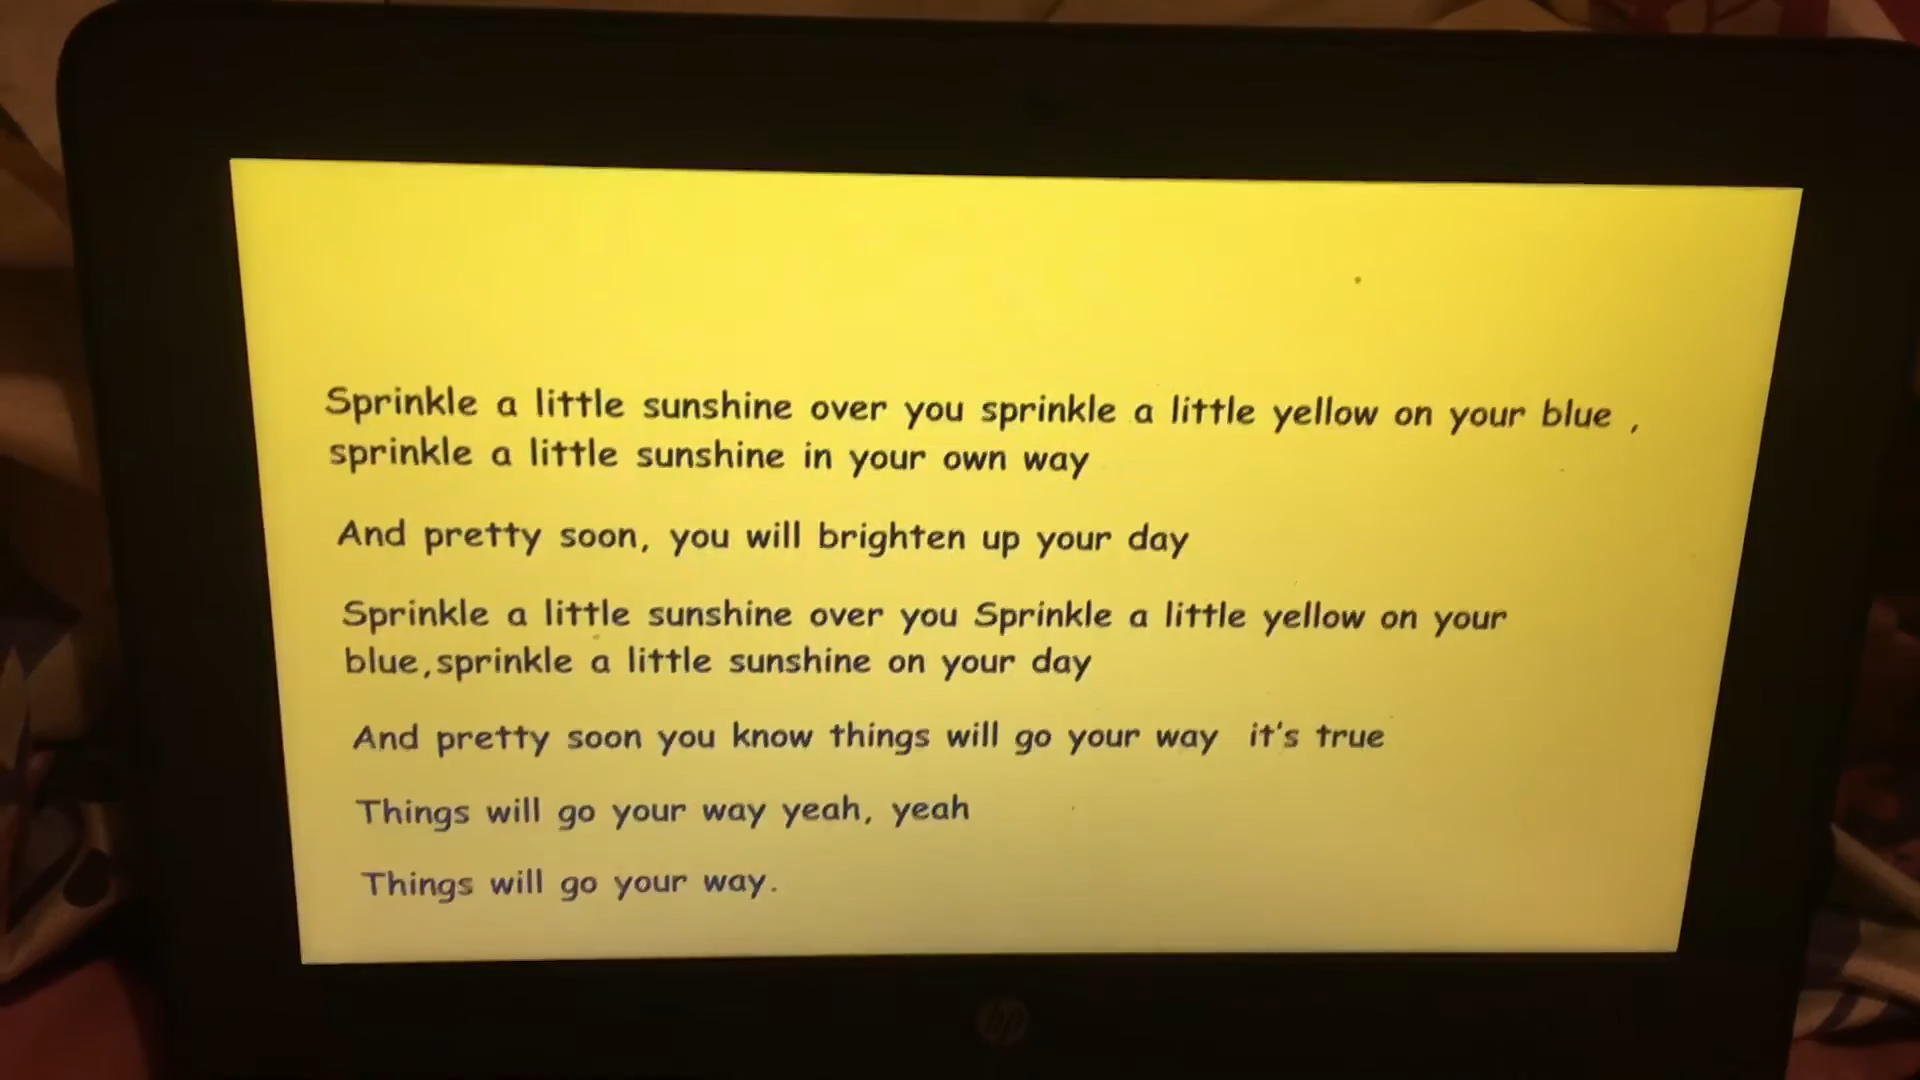 Sprinkle a little sunshine over you sprinkle a little yellow on your blue ,
sprinkle a little sunshine in your own way
And pretty soon, you will brighten up your day
Sprinkle a little sunshine over you Sprinkle a little yellow on your
blue,sprinkle a little sunshine on your day
And pretty soon you know things will go your way it's true
Things will go your way yeah, yeah
Things will go your way.
hp